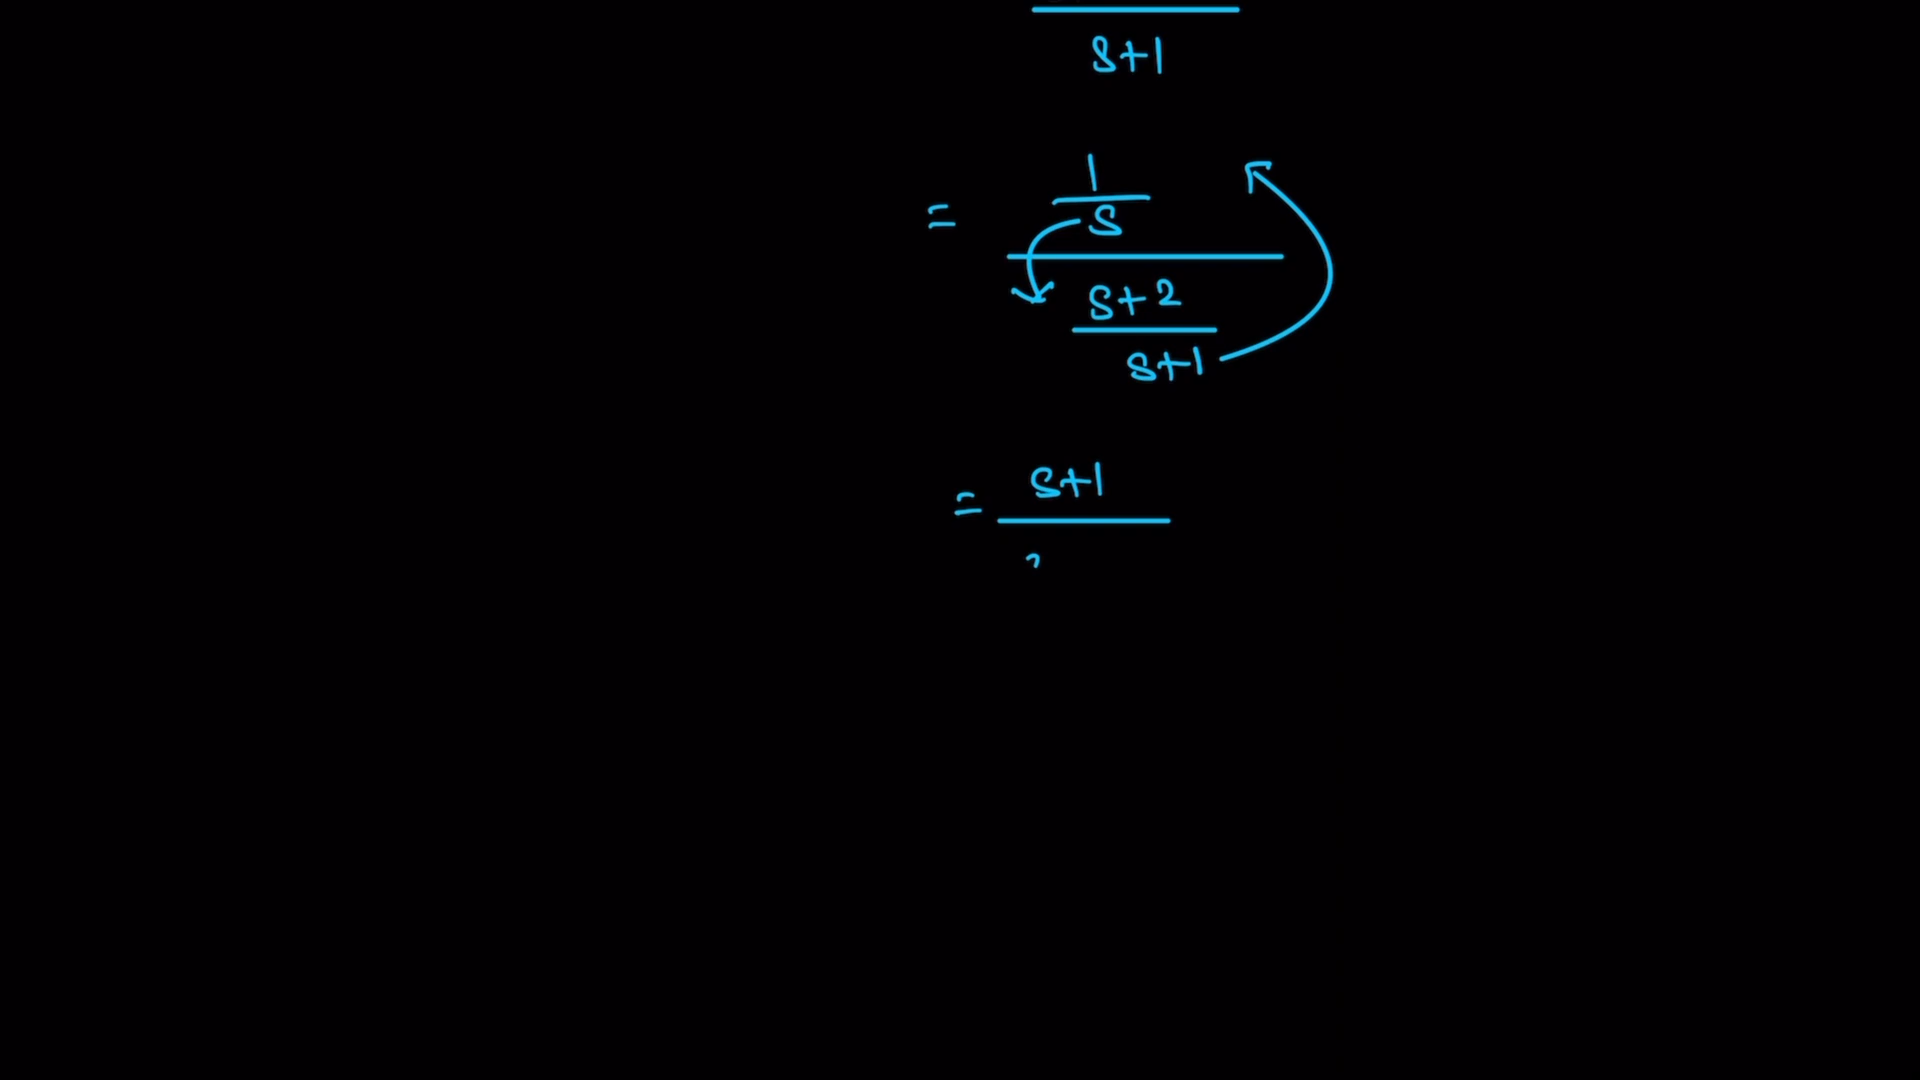 s+1
1
= s
s+2
s+1
= s+1